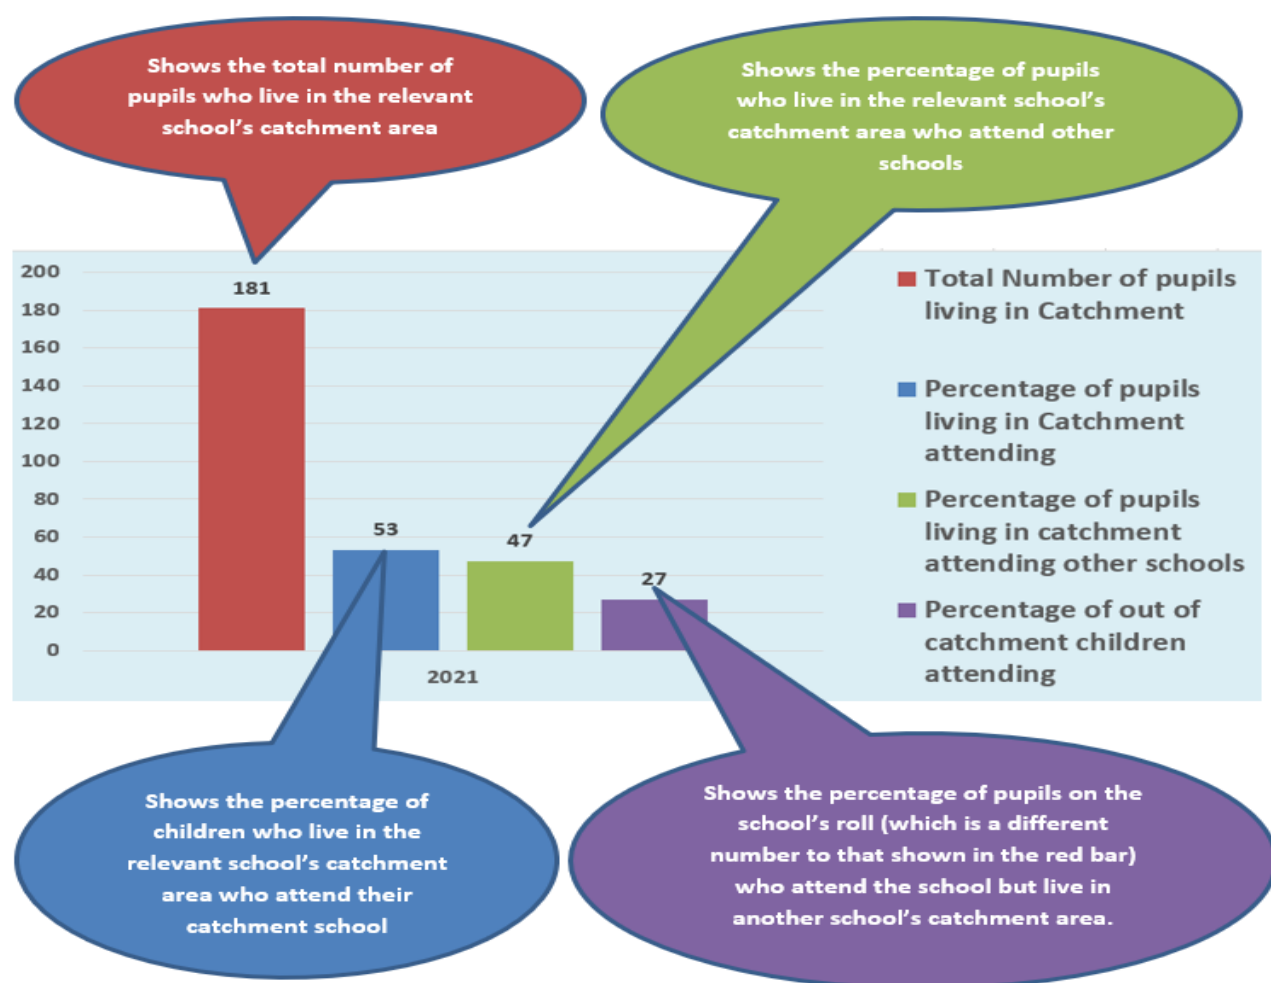 Shows the total number of
pupils who live in the relevant
school's catchment area
Shows the percentage of pupils
who live in the relevant school's
catchment area who attend other
schools
200
180
160
140
120
100
80
60
40
20
0
181
53
47
27
2021
Total Number of pupils
living in Catchment
Percentage of pupils
living in Catchment
attending
Percentage of pupils
living in catchment
attending other schools
Percentage of out of
catchment children
attending
Shows the percentage of
children who live in the
relevant school's catchment
area who attend their
catchment school
Shows the percentage of pupils on the
school's roll (which is a different
number to that shown in the red bar)
who attend the school but live in
another school's catchment area.